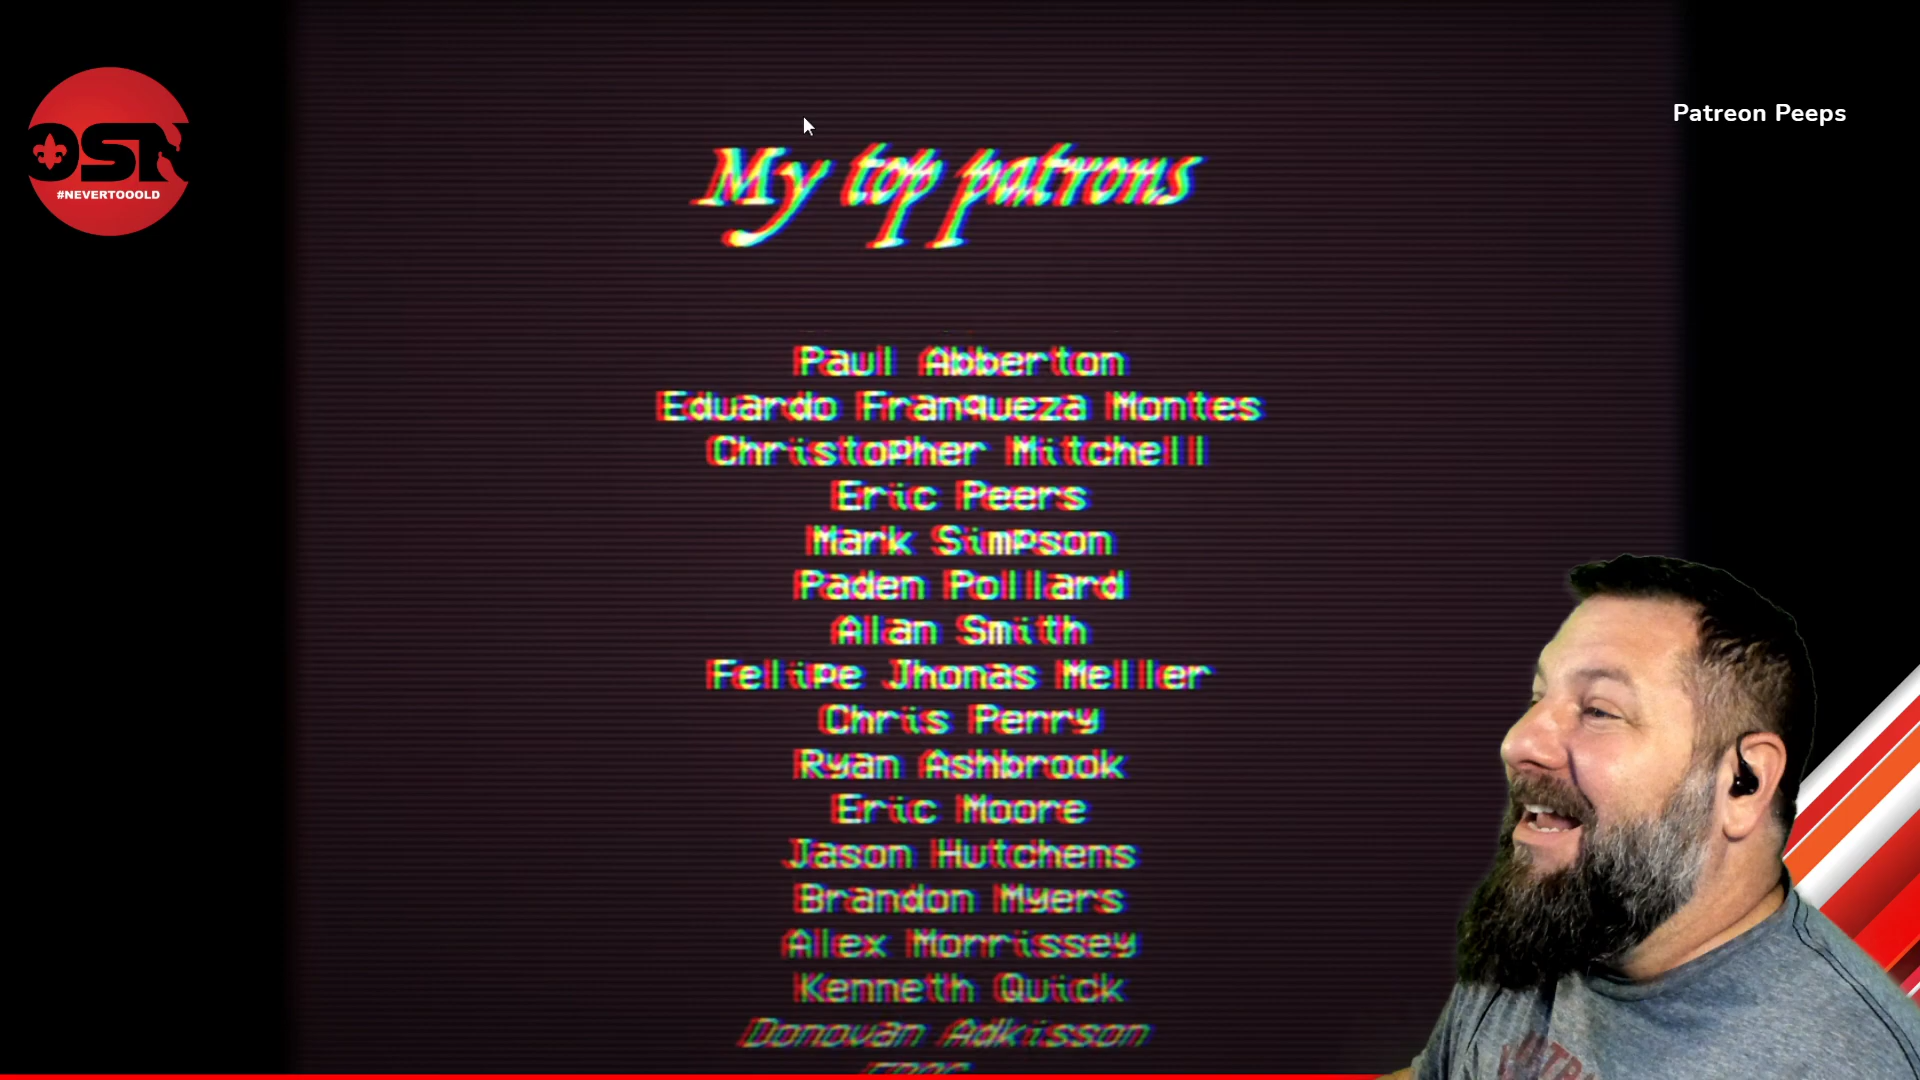 OSN
#NEVERTOOOLD
Patreon Peeps
My top patrons
Paul Abberton
Eduardo Franqueza Montes
Christopher Mitchell
Eric Peers
Mark Simpson
Paden Pollard
Alan Smith
Felipe Jhonas Meller
Chris Perry
Ryan Ashbrook
Eric Moore
Jason Hutchens
Brandon Myers
Alex Morrissey
Kenneth Quick
Donovan Adkisson